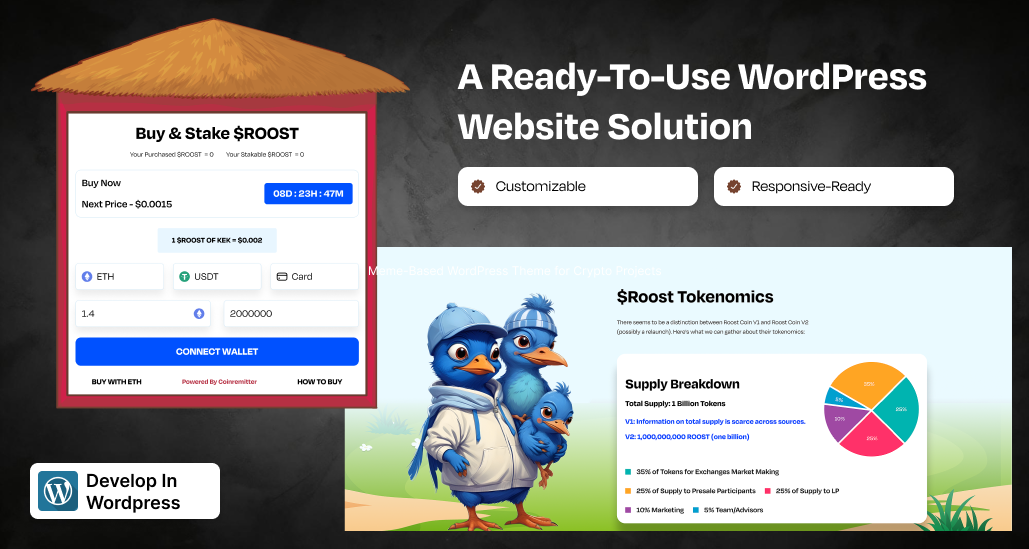 A Ready-To-Use WordPress
Website Solution
Customizable
Responsive-Ready
Buy & Stake $ROOST
Your Purchased $ROOST = 0
Your Stakable $ROOST = 0
Buy Now
08D : 23H : 47M
Next Price - $0.0015
1 $ROOST OF KEK = $0.002
ETH
USDT
Card
1.4
2000000
CONNECT WALLET
BUY WITH ETH
Powered By Coinremitter
HOW TO BUY
Meme-Based WordPress Theme for Crypto Projects
$Roost Tokenomics
There seems to be a distinction between Roost Coin V1 and Roost Coin V2
(possibly a relaunch). Here's what we can gather about their tokenomics:
Supply Breakdown
Total Supply: 1 Billion Tokens
V1: Information on total supply is scarce across sources.
V2: 1,000,000,000 ROOST (one billion)
5%
10%
25%
25%
35% of Tokens for Exchanges Market Making
25% of Supply to Presale Participants
25% of Supply to LP
10% Marketing
5% Team/Advisors
Develop In
Wordpress